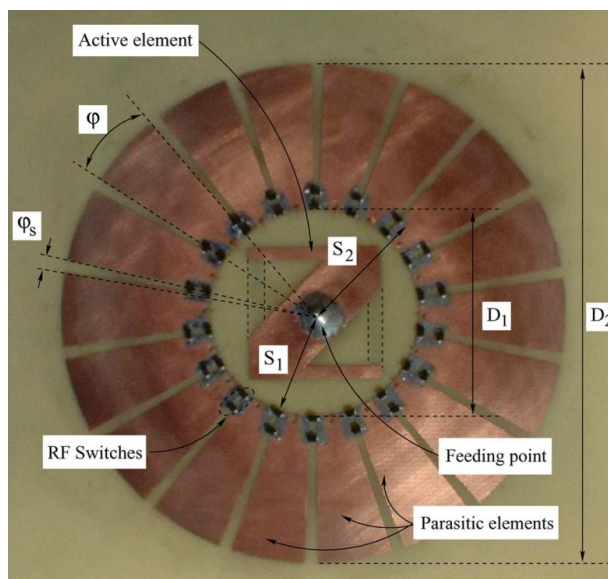 Active element
φ
φs
S2
D1
D2
S1
RF Switches
Feeding point
Parasitic elements